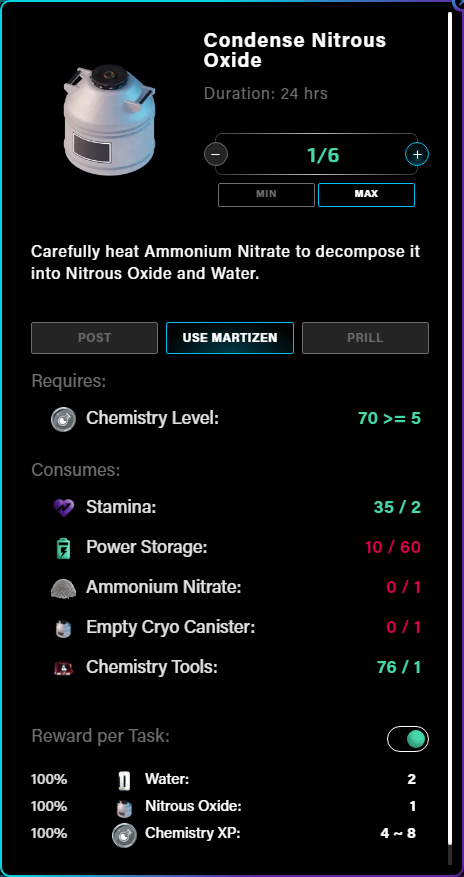 Condense Nitrous
Oxide
Duration: 24 hrs
1/6
MIN MAX
Carefully heat Ammonium Nitrate to decompose it
into Nitrous Oxide and Water.
POST USE MARTIZEN PRILL
Requires:
Chemistry Level: 70 >= 5
Consumes:
Stamina: 35 / 2
Power Storage: 10 / 60
Ammonium Nitrate: 0 / 1
Empty Cryo Canister: 0 / 1
Chemistry Tools: 76 / 1
Reward per Task:
100% Water: 2
100% Nitrous Oxide: 1
100% Chemistry XP: 4 ~ 8